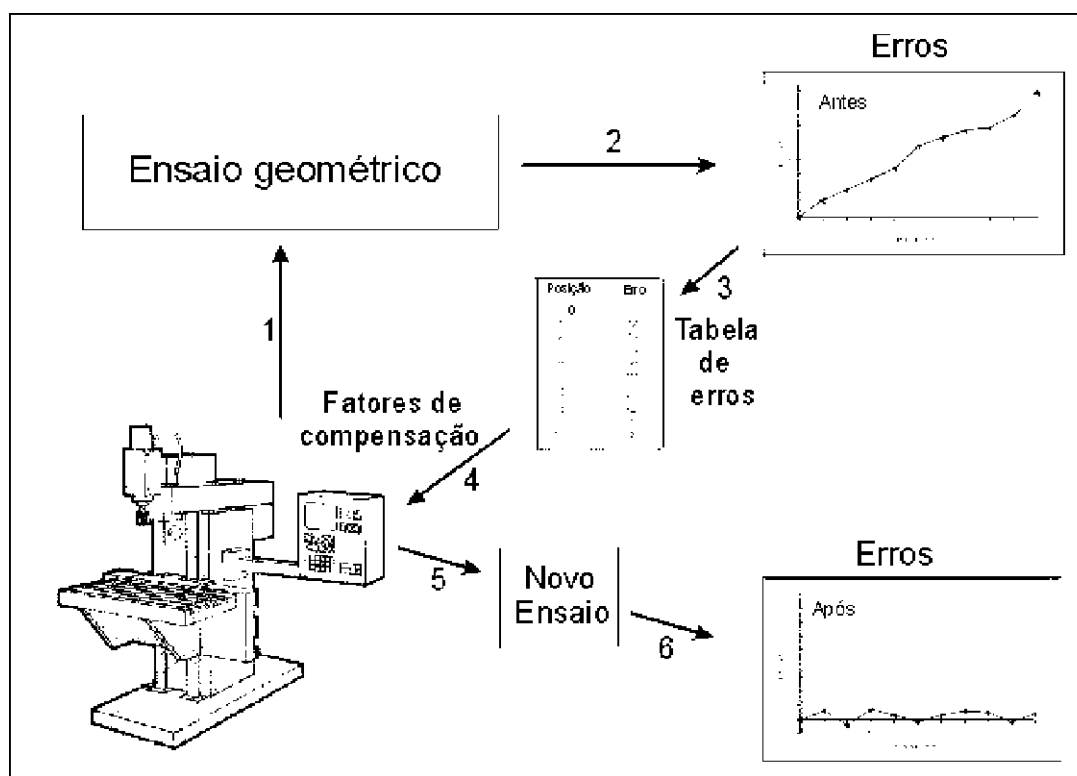 Erros
Antes
Ensaio geométrico
2
3
Posição Erro
0
Tabela
de
erros
1
Fatores de
compensação
4
5
Novo
Ensaio
6
Erros
Após